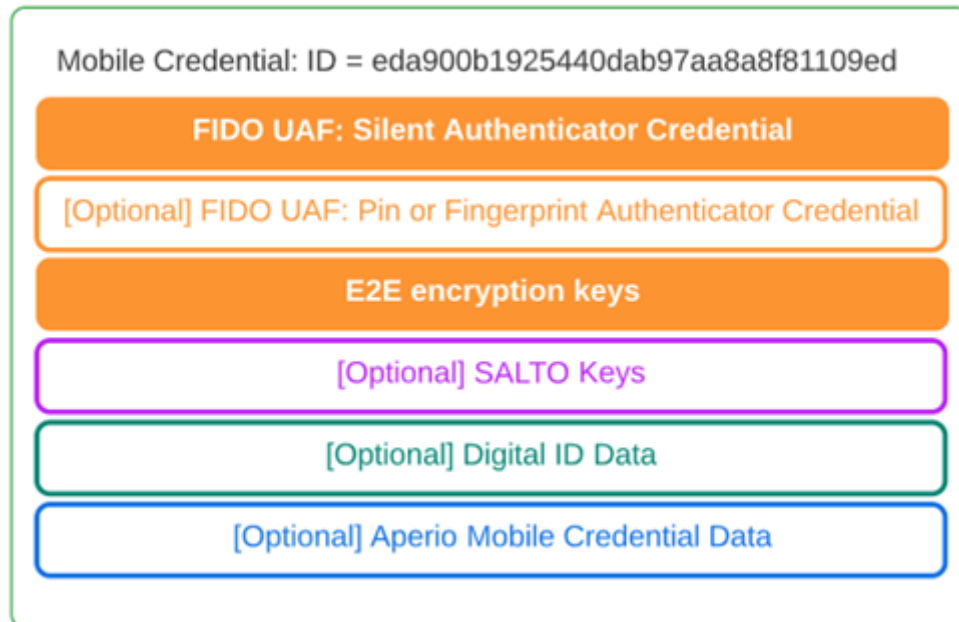 Mobile Credential: ID = eda900b1925440dab97aa8a8f81109ed
FIDO UAF: Silent Authenticator Credential
[Optional] FIDO UAF: Pin or Fingerprint Authenticator Credential
E2E encryption keys
[Optional] SALTO Keys
[Optional] Digital ID Data
[Optional] Aperio Mobile Credential Data